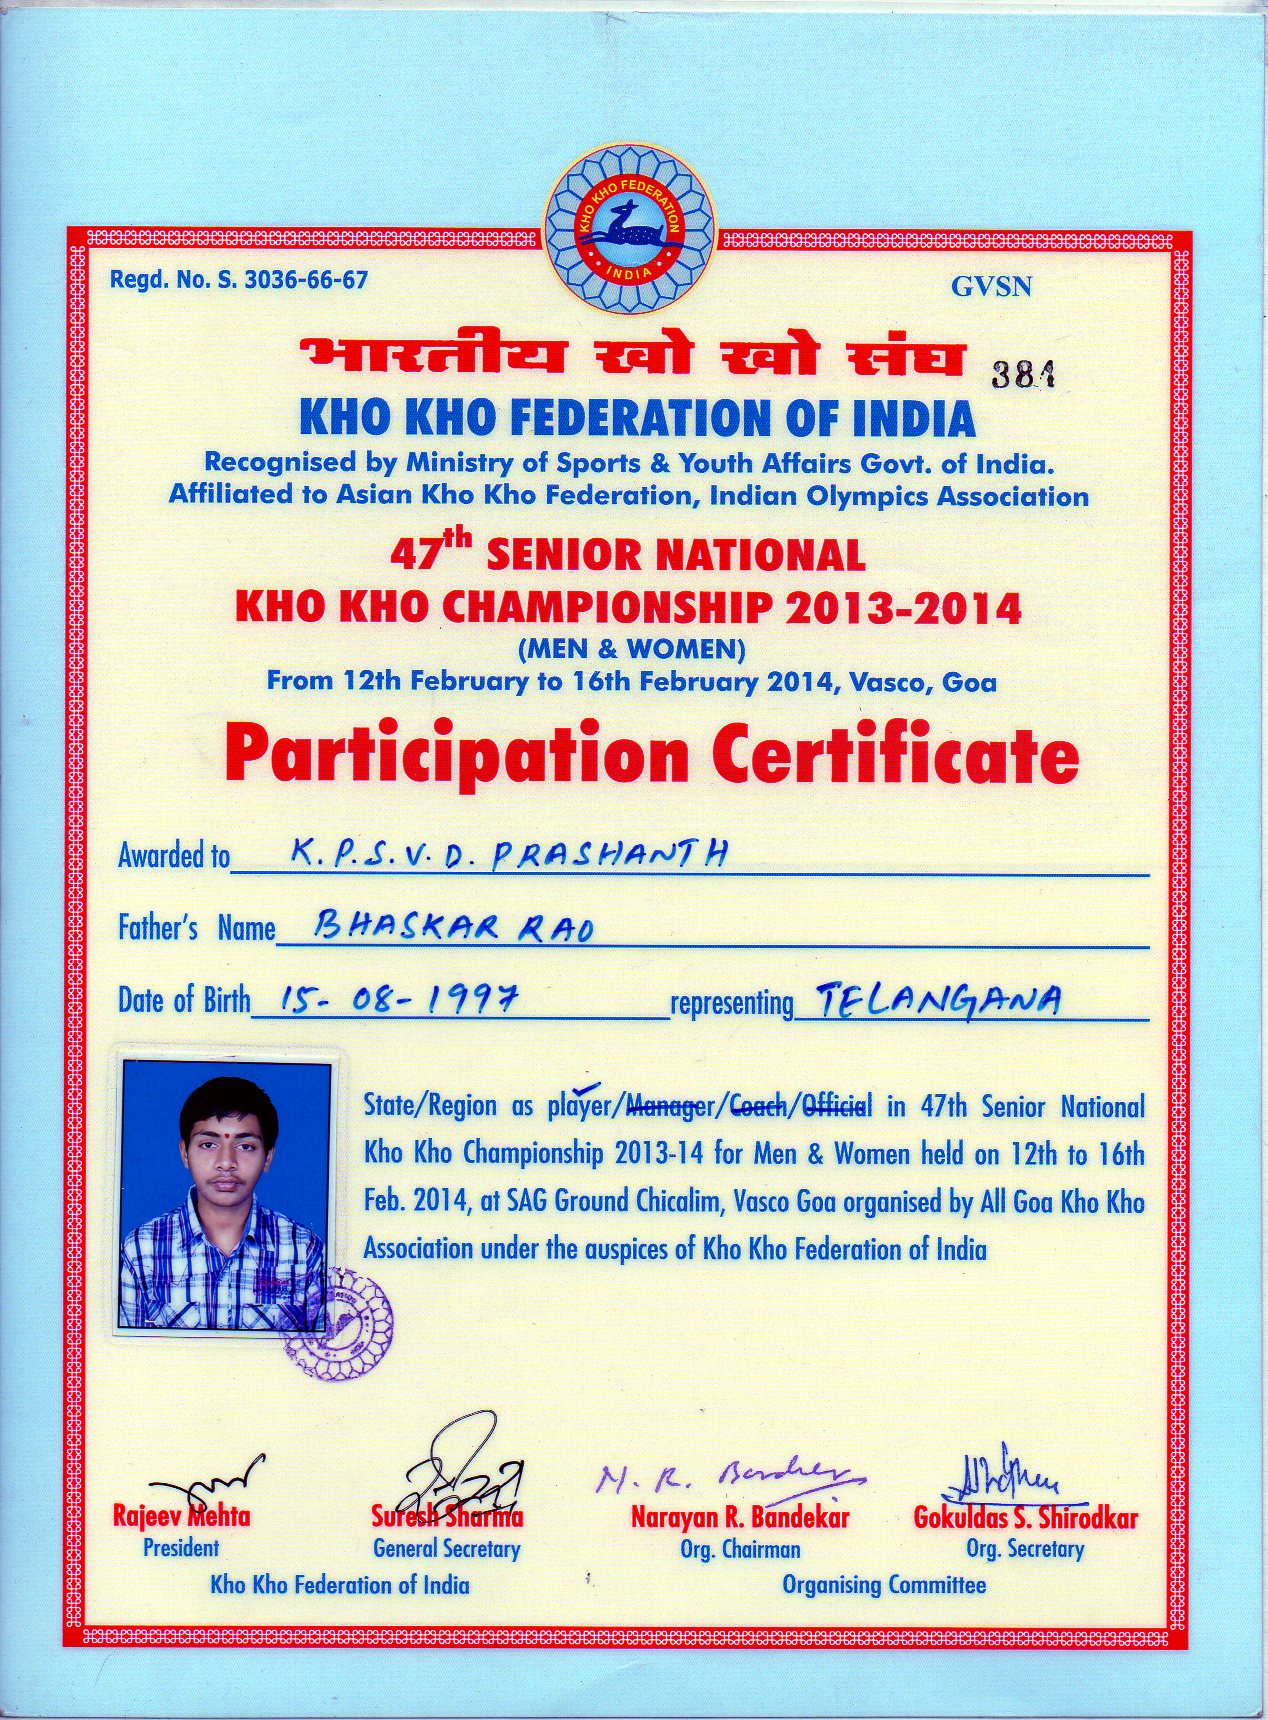 KHO KHO FEDERATION
INDIA
Regd. No. S. 3036-66-67
GVSN
भारतीय खो खो संघ
384
KHO KHO FEDERATION OF INDIA
Recognised by Ministry of Sports & Youth Affairs Govt. of India.
Affiliated to Asian Kho Kho Federation, Indian Olympics Association
47th SENIOR NATIONAL
KHO KHO CHAMPIONSHIP 2013-2014
(MEN & WOMEN)
From 12th February to 16th February 2014, Vasco, Goa
Participation Certificate
Awarded to K.P.S.V.D. PRASHANTH
Father's Name BHASKAR RAO
Date of Birth 15-08-1997 representing TELANGANA
State/Region as player/Manager/Coach/Official in 47th Senior National
Kho Kho Championship 2013-14 for Men & Women held on 12th to 16th
Feb. 2014, at SAG Ground Chicalim, Vasco Goa organised by All Goa Kho Kho
Association under the auspices of Kho Kho Federation of India
M. R. Bandekar
Rajeev Mehta Suresh Sharma Narayan R. Bandekar Gokuldas S. Shirodkar
President General Secretary Org. Chairman Org. Secretary
Kho Kho Federation of India Organising Committee